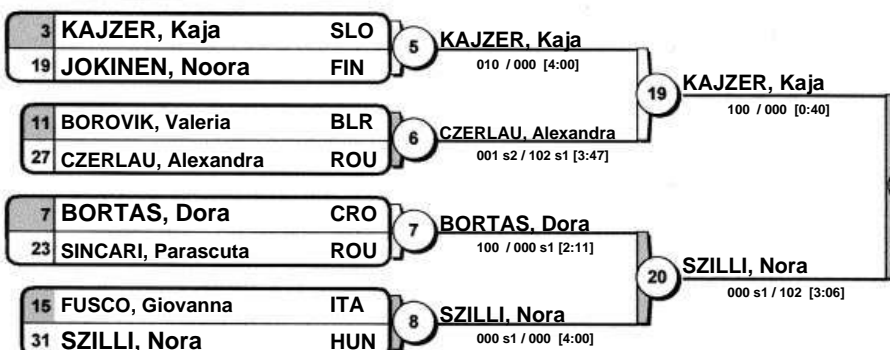 3 KAJZER, Kaja SLO
19 JOKINEN, Noora FIN
5
KAJZER, Kaja
010 / 000 [4:00]
11 BOROVIK, Valeria BLR
27 CZERLAU, Alexandra ROU
6
CZERLAU, Alexandra
001 s2 / 102 s1 [3:47]
19
KAJZER, Kaja
100 / 000 [0:40]
7 BORTAS, Dora CRO
23 SINCARI, Parascuta ROU
7
BORTAS, Dora
100 / 000 s1 [2:11]
15 FUSCO, Giovanna ITA
31 SZILLI, Nora HUN
8
SZILLI, Nora
000 s1 / 000 [4:00]
20
SZILLI, Nora
000 s1 / 102 [3:06]